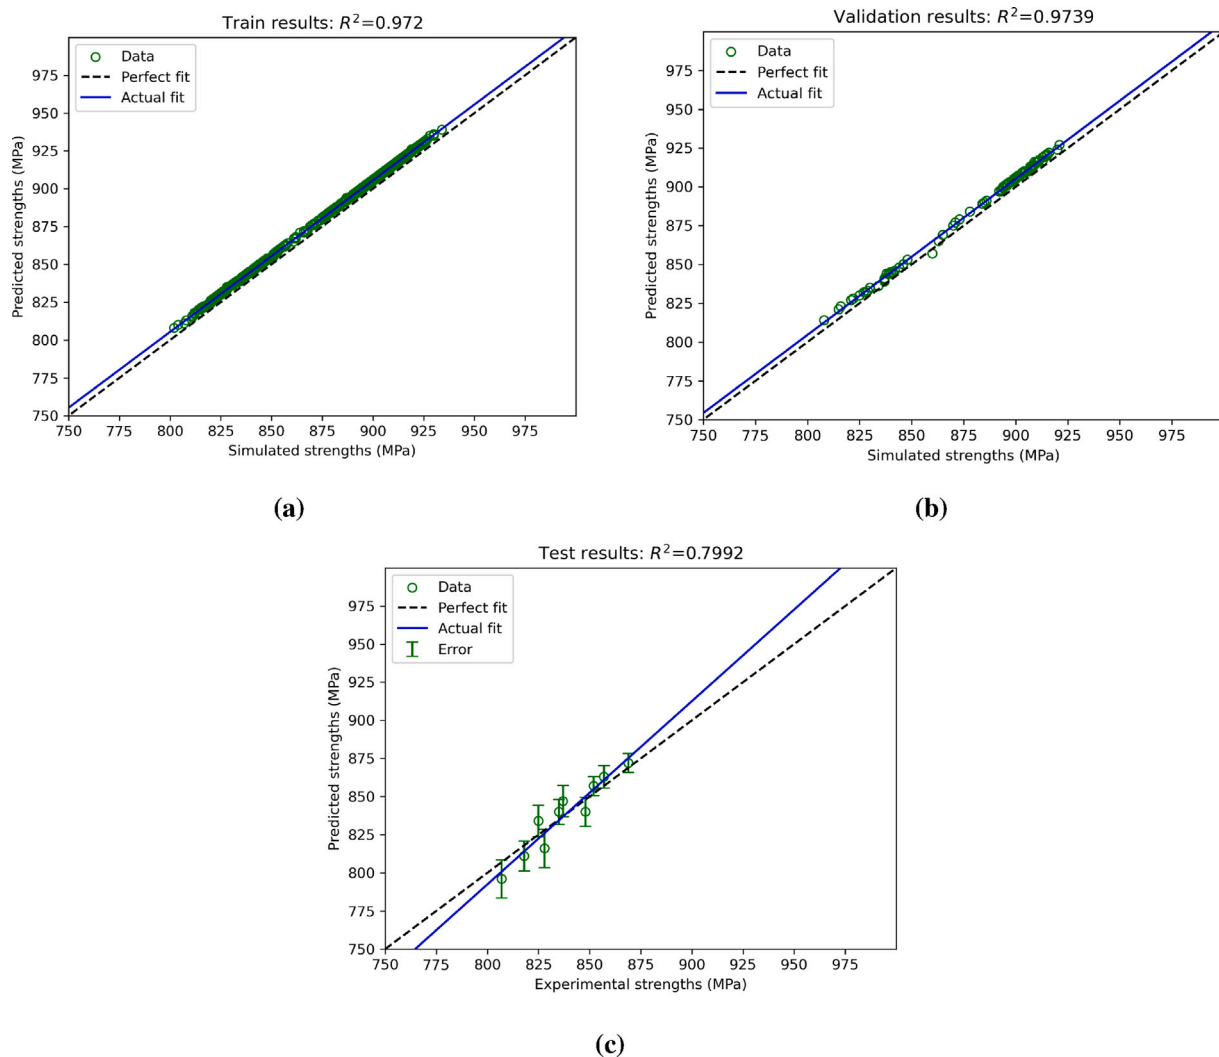 Train results: R²=0.972
Data
Perfect fit
Actual fit
975
950
925
900
875
850
825
800
775
750
Predicted strengths (MPa)
750 775 800 825 850 875 900 925 950 975
Simulated strengths (MPa)
(a)
Validation results: R²=0.9739
Data
Perfect fit
Actual fit
975
950
925
900
875
850
825
800
775
750
Predicted strengths (MPa)
750 775 800 825 850 875 900 925 950 975
Simulated strengths (MPa)
(b)
Test results: R²=0.7992
Data
Perfect fit
Actual fit
Error
975
950
925
900
875
850
825
800
775
750
Predicted strengths (MPa)
750 775 800 825 850 875 900 925 950 975
Experimental strengths (MPa)
(c)